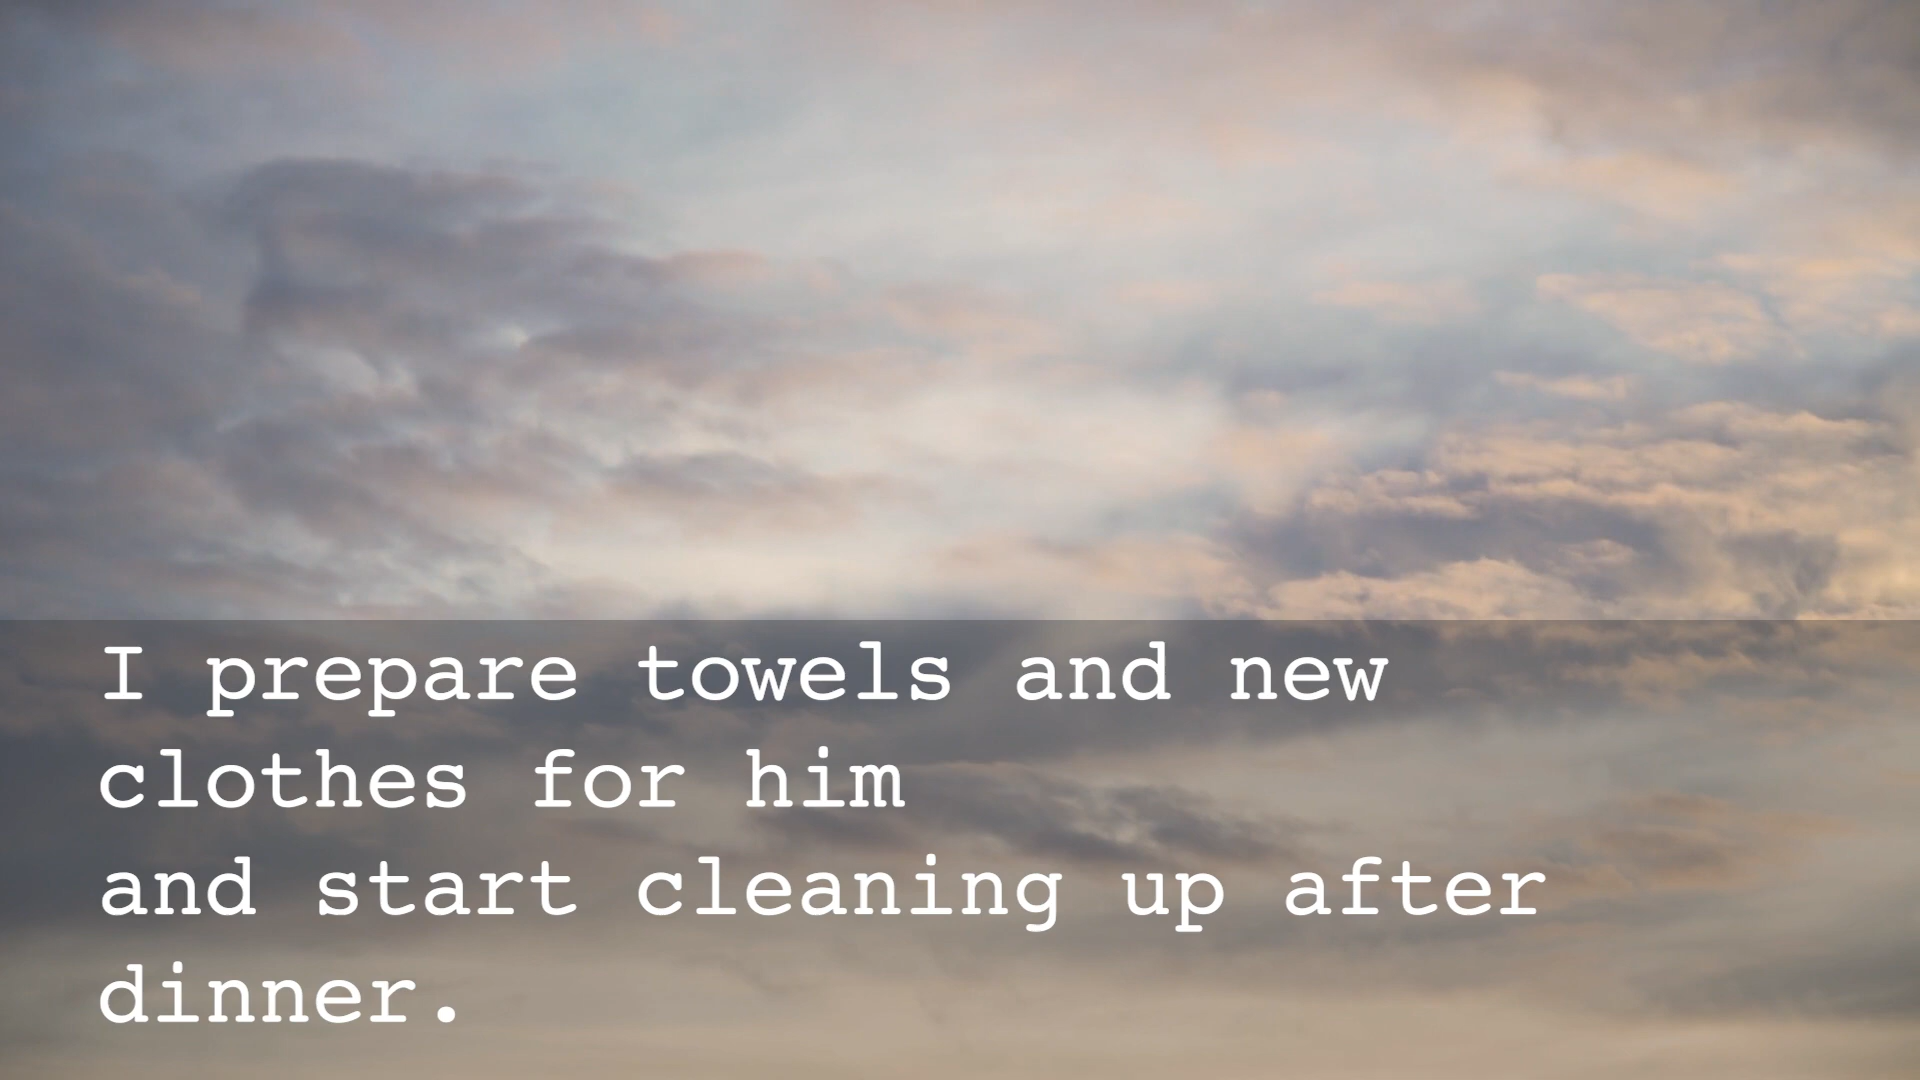 I prepare towels and new
clothes for him
and start cleaning up after
dinner.